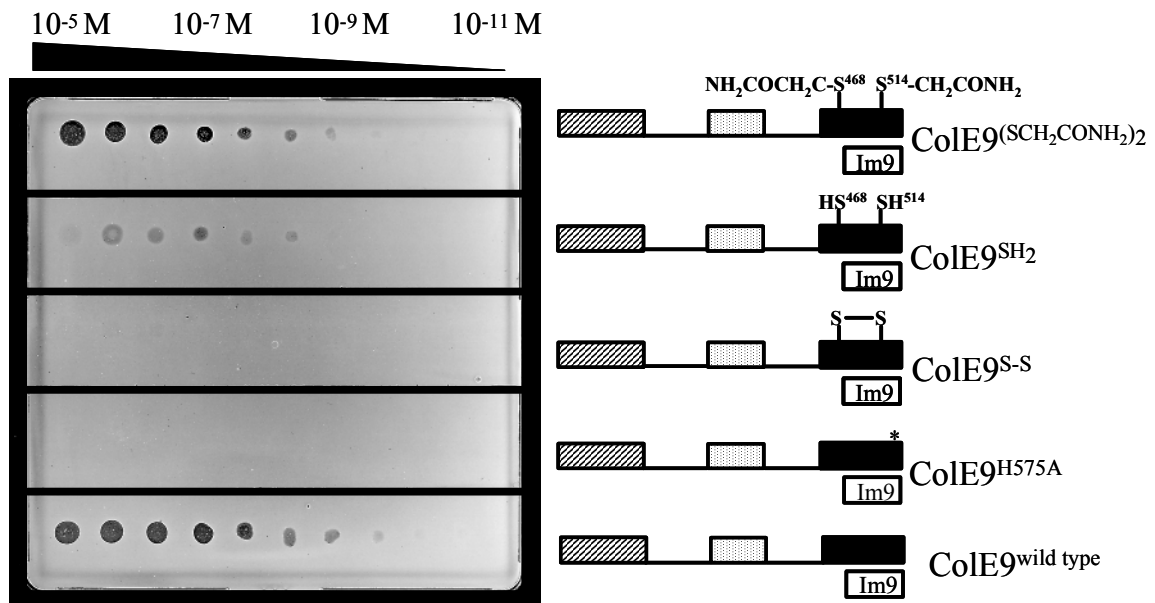 10⁻⁵ M 10⁻⁷ M 10⁻⁹ M 10⁻¹¹ M
NH₂COCH₂C-S⁴⁶⁸ S⁵¹⁴-CH₂CONH₂
ColE9⁽ˢᶜᴴ₂ᶜᴼᴺᴴ₂⁾²
Im9
HS⁴⁶⁸ SH⁵¹⁴
ColE9ˢᴴ₂
Im9
S S
ColE9ˢ⁻ˢ
Im9
*
ColE9ᴴ⁵⁷⁵ᴬ
Im9
ColE9ʷⁱˡᵈ ᵗʸᵖᵉ
Im9